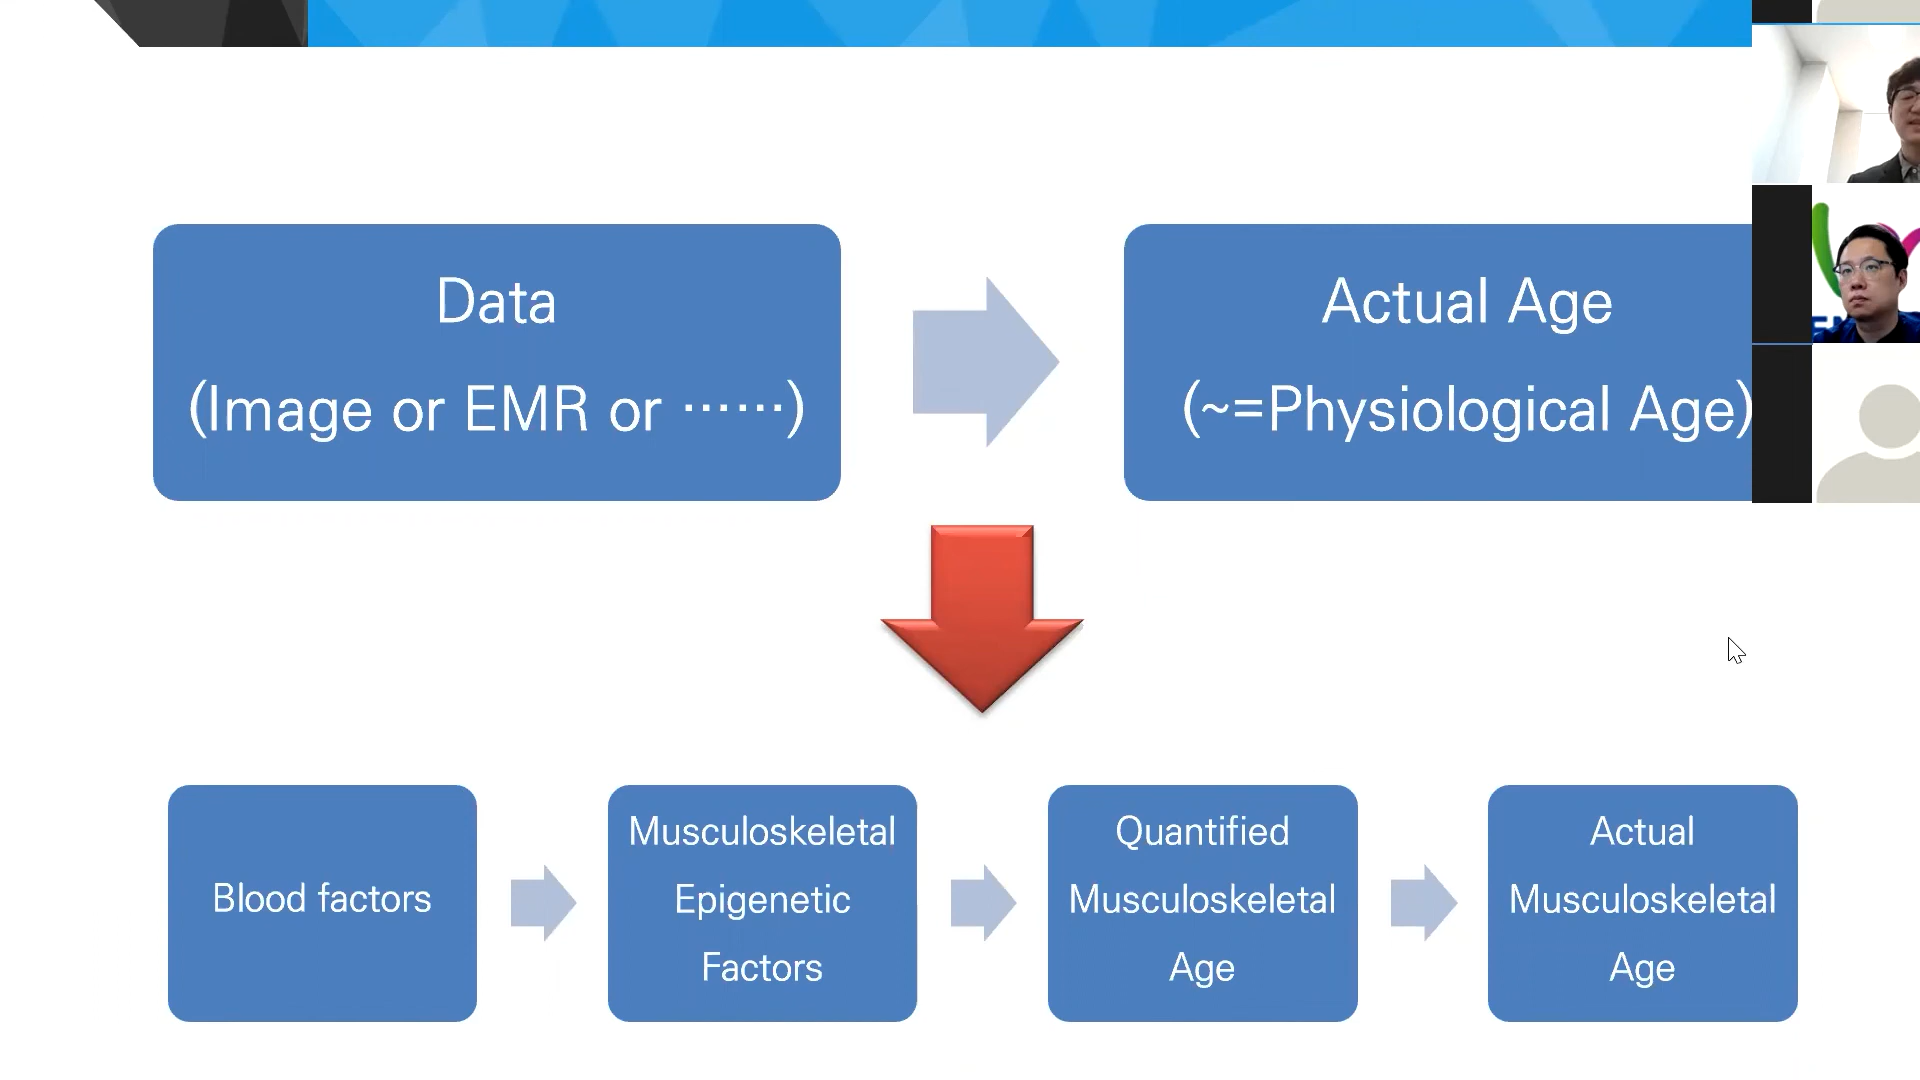 Data
(Image or EMR or ⋯⋯)
Actual Age
(~=Physiological Age)
Blood factors
Musculoskeletal
Epigenetic
Factors
Quantified
Musculoskeletal
Age
Actual
Musculoskeletal
Age